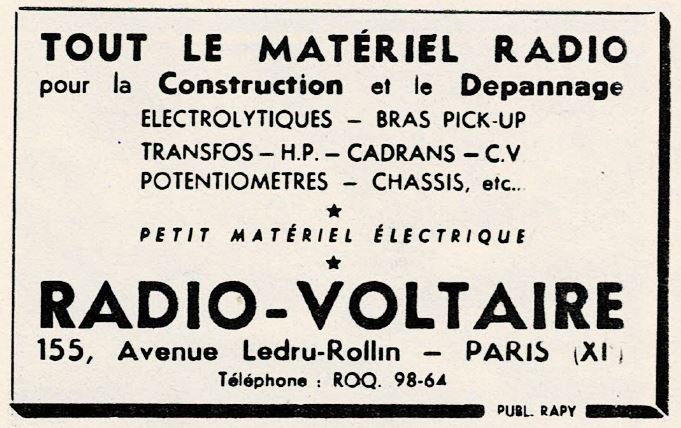 TOUT LE MATÉRIEL RADIO
pour la Construction et le Depannage
ELECTROLYTIQUES – BRAS PICK-UP
TRANSFOS – H.P. – CADRANS – C.V
POTENTIOMETRES – CHASSIS, etc..
★
PETIT MATÉRIEL ÉLECTRIQUE
★
RADIO-VOLTAIRE
155, Avenue Ledru-Rollin – PARIS (XI)
Téléphone : ROQ. 98-64
PUBL. RAPY